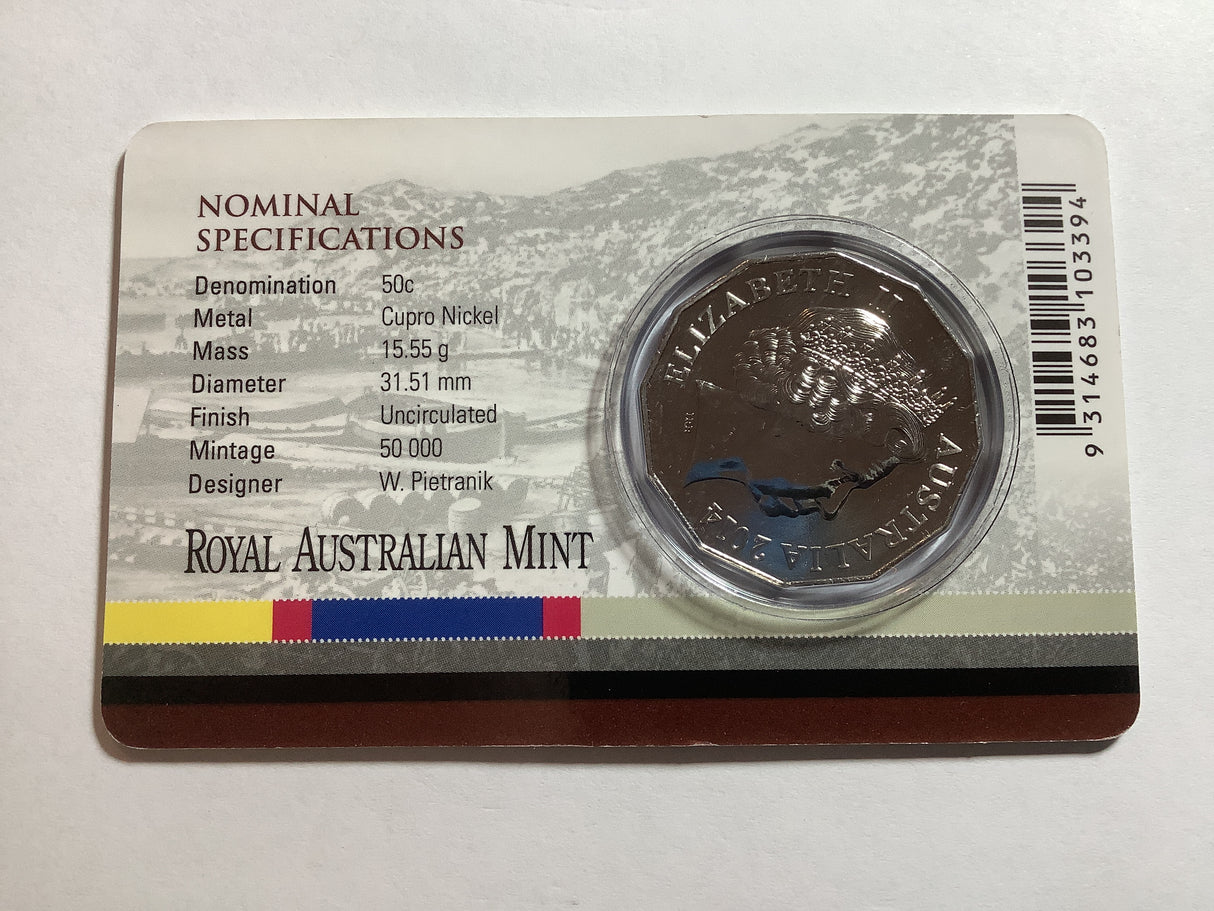 NOMINAL
SPECIFICATIONS
Denomination 50c
Metal Cupro Nickel
Mass 15.55 g
Diameter 31.51 mm
Finish Uncirculated
Mintage 50 000
Designer W. Pietranik
ROYAL AUSTRALIAN MINT
ELIZABETH II
AUSTRALIA 2014
IRB
9 314683 103394